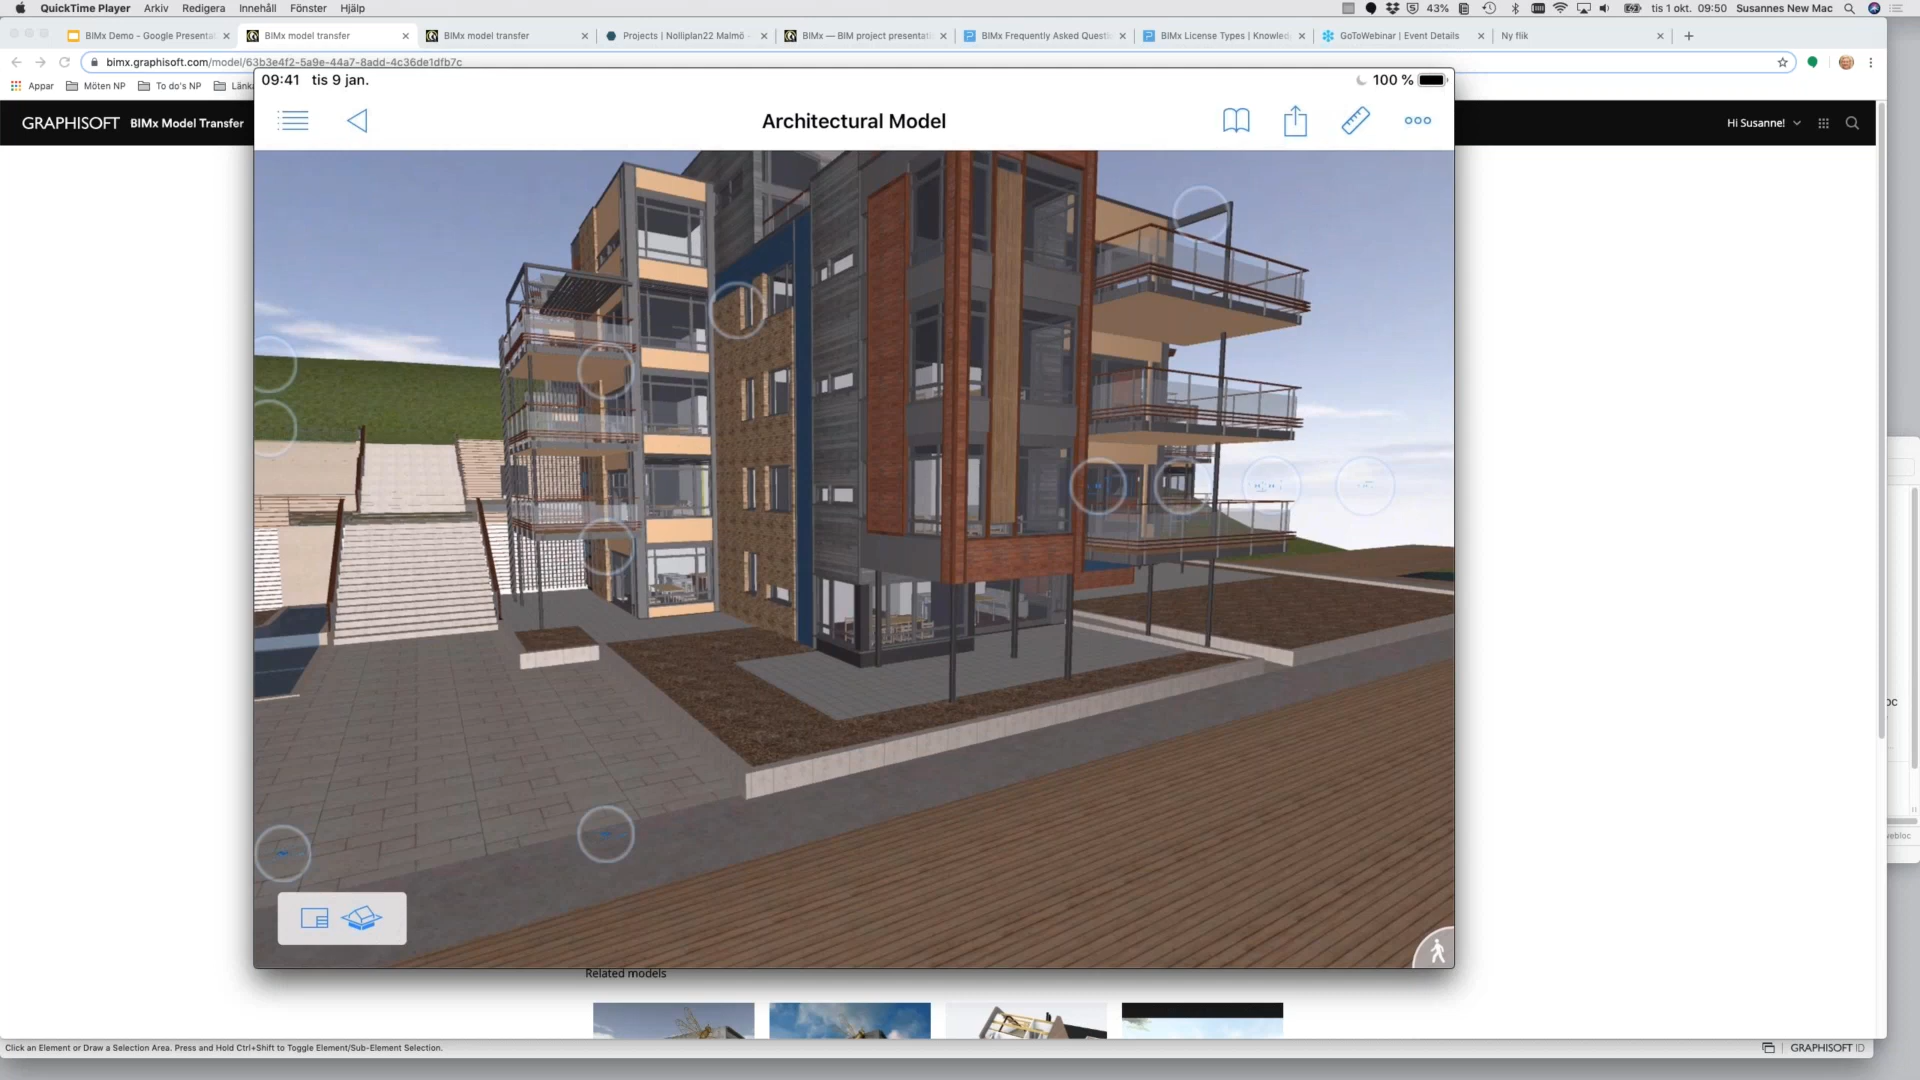 QuickTime Player Arkiv Redigera Innehåll Fönster Hjälp 43% tis 1 okt. 09:50 Susannes New Mac
BIMx Demo - Google Presenta BIMx model transfer BIMx model transfer Projects | Nolliplan22 Malmö - BIMx — BIM project presentati BIMx Frequently Asked Questi BIMx License Types | Knowled GoToWebinar | Event Details Ny flik
bimx.graphisoft.com/model/63b3e4f2-5a9e-44a7-8add-4c36de1dfb7c
Appar Möten NP To do's NP Länk
09:41 tis 9 jan. 100 %
GRAPHISOFT BIMx Model Transfer Architectural Model Hi Susanne!
Related models
Click an Element or Draw a Selection Area. Press and Hold Ctrl+Shift to Toggle Element/Sub-Element Selection. GRAPHISOFT ID